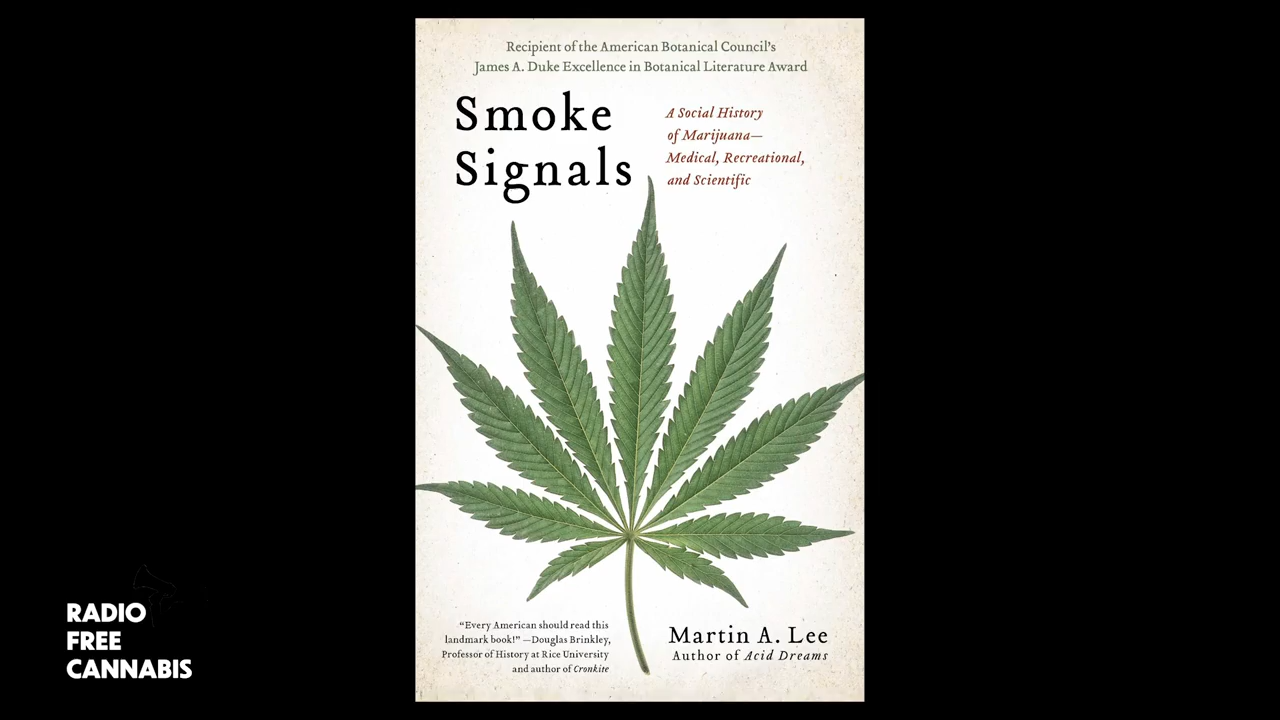 Recipient of the American Botanical Council's
James A. Duke Excellence in Botanical Literature Award
Smoke
Signals
A Social History
of Marijuana—
Medical, Recreational,
and Scientific
"Every American should read this
landmark book!" —Douglas Brinkley,
Professor of History at Rice University
and author of Cronkite
Martin A. Lee
Author of Acid Dreams
RADIO
FREE
CANNABIS